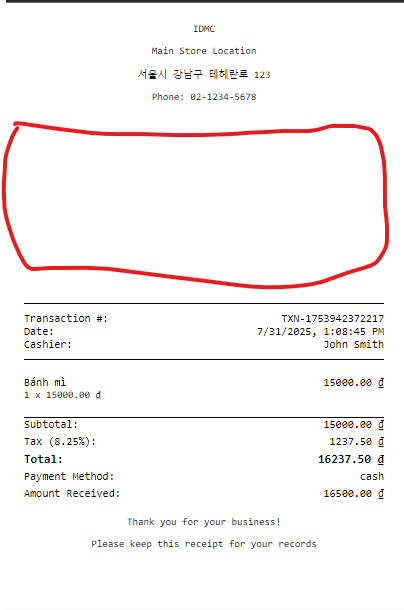 IDMC
Main Store Location
서울시 강남구 테헤란로 123
Phone: 02-1234-5678
Transaction #: TXN-1753942372217
Date: 7/31/2025, 1:08:45 PM
Cashier: John Smith
Bánh mì 15000.00 ₫
1 x 15000.00 ₫
Subtotal: 15000.00 ₫
Tax (8.25%): 1237.50 ₫
Total: 16237.50 ₫
Payment Method: cash
Amount Received: 16500.00 ₫
Thank you for your business!
Please keep this receipt for your records